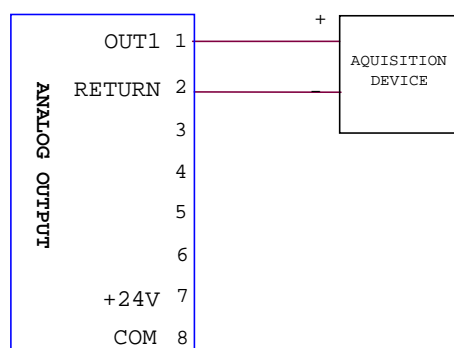 +
OUT1 1
AQUISITION
DEVICE
RETURN 2
-
ANALOG OUTPUT
3
4
5
6
+24V 7
COM 8